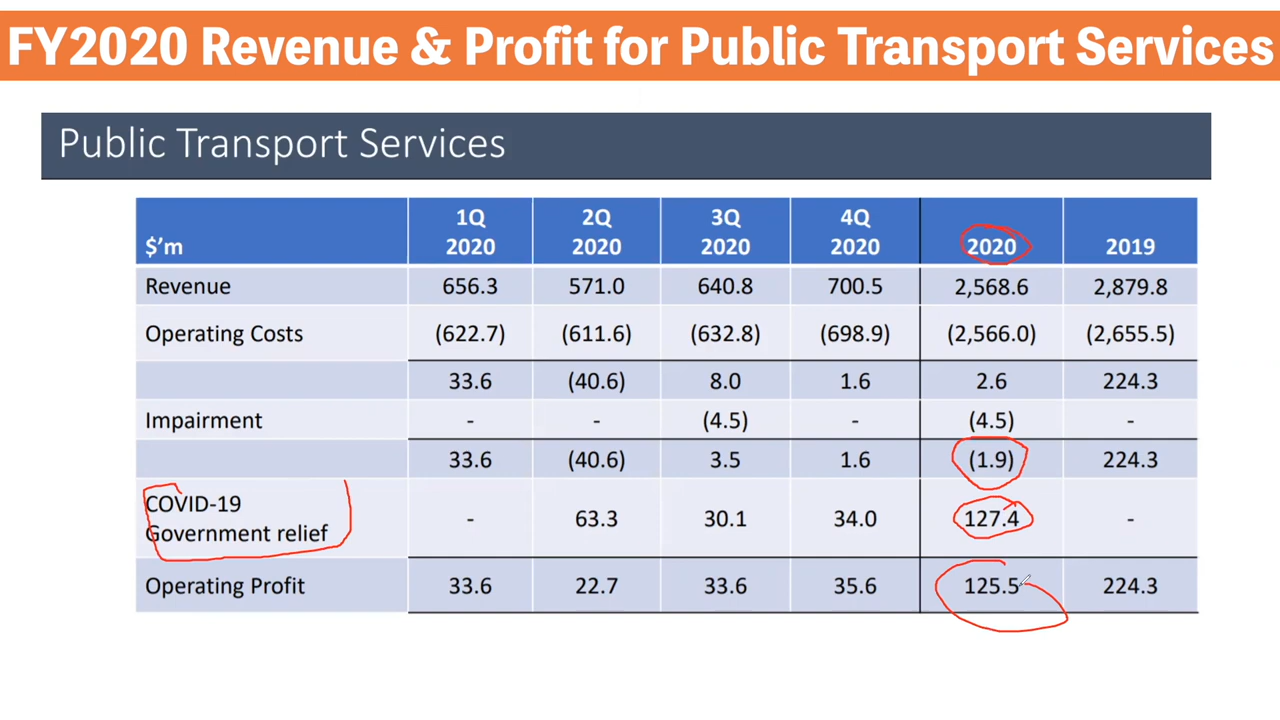 FY2020 Revenue & Profit for Public Transport Services
Public Transport Services
$’m 1Q 2020 2Q 2020 3Q 2020 4Q 2020 2020 2019
Revenue 656.3 571.0 640.8 700.5 2,568.6 2,879.8
Operating Costs (622.7) (611.6) (632.8) (698.9) (2,566.0) (2,655.5)
33.6 (40.6) 8.0 1.6 2.6 224.3
Impairment - - (4.5) - (4.5) -
33.6 (40.6) 3.5 1.6 (1.9) 224.3
COVID-19 Government relief - 63.3 30.1 34.0 127.4 -
Operating Profit 33.6 22.7 33.6 35.6 125.5 224.3